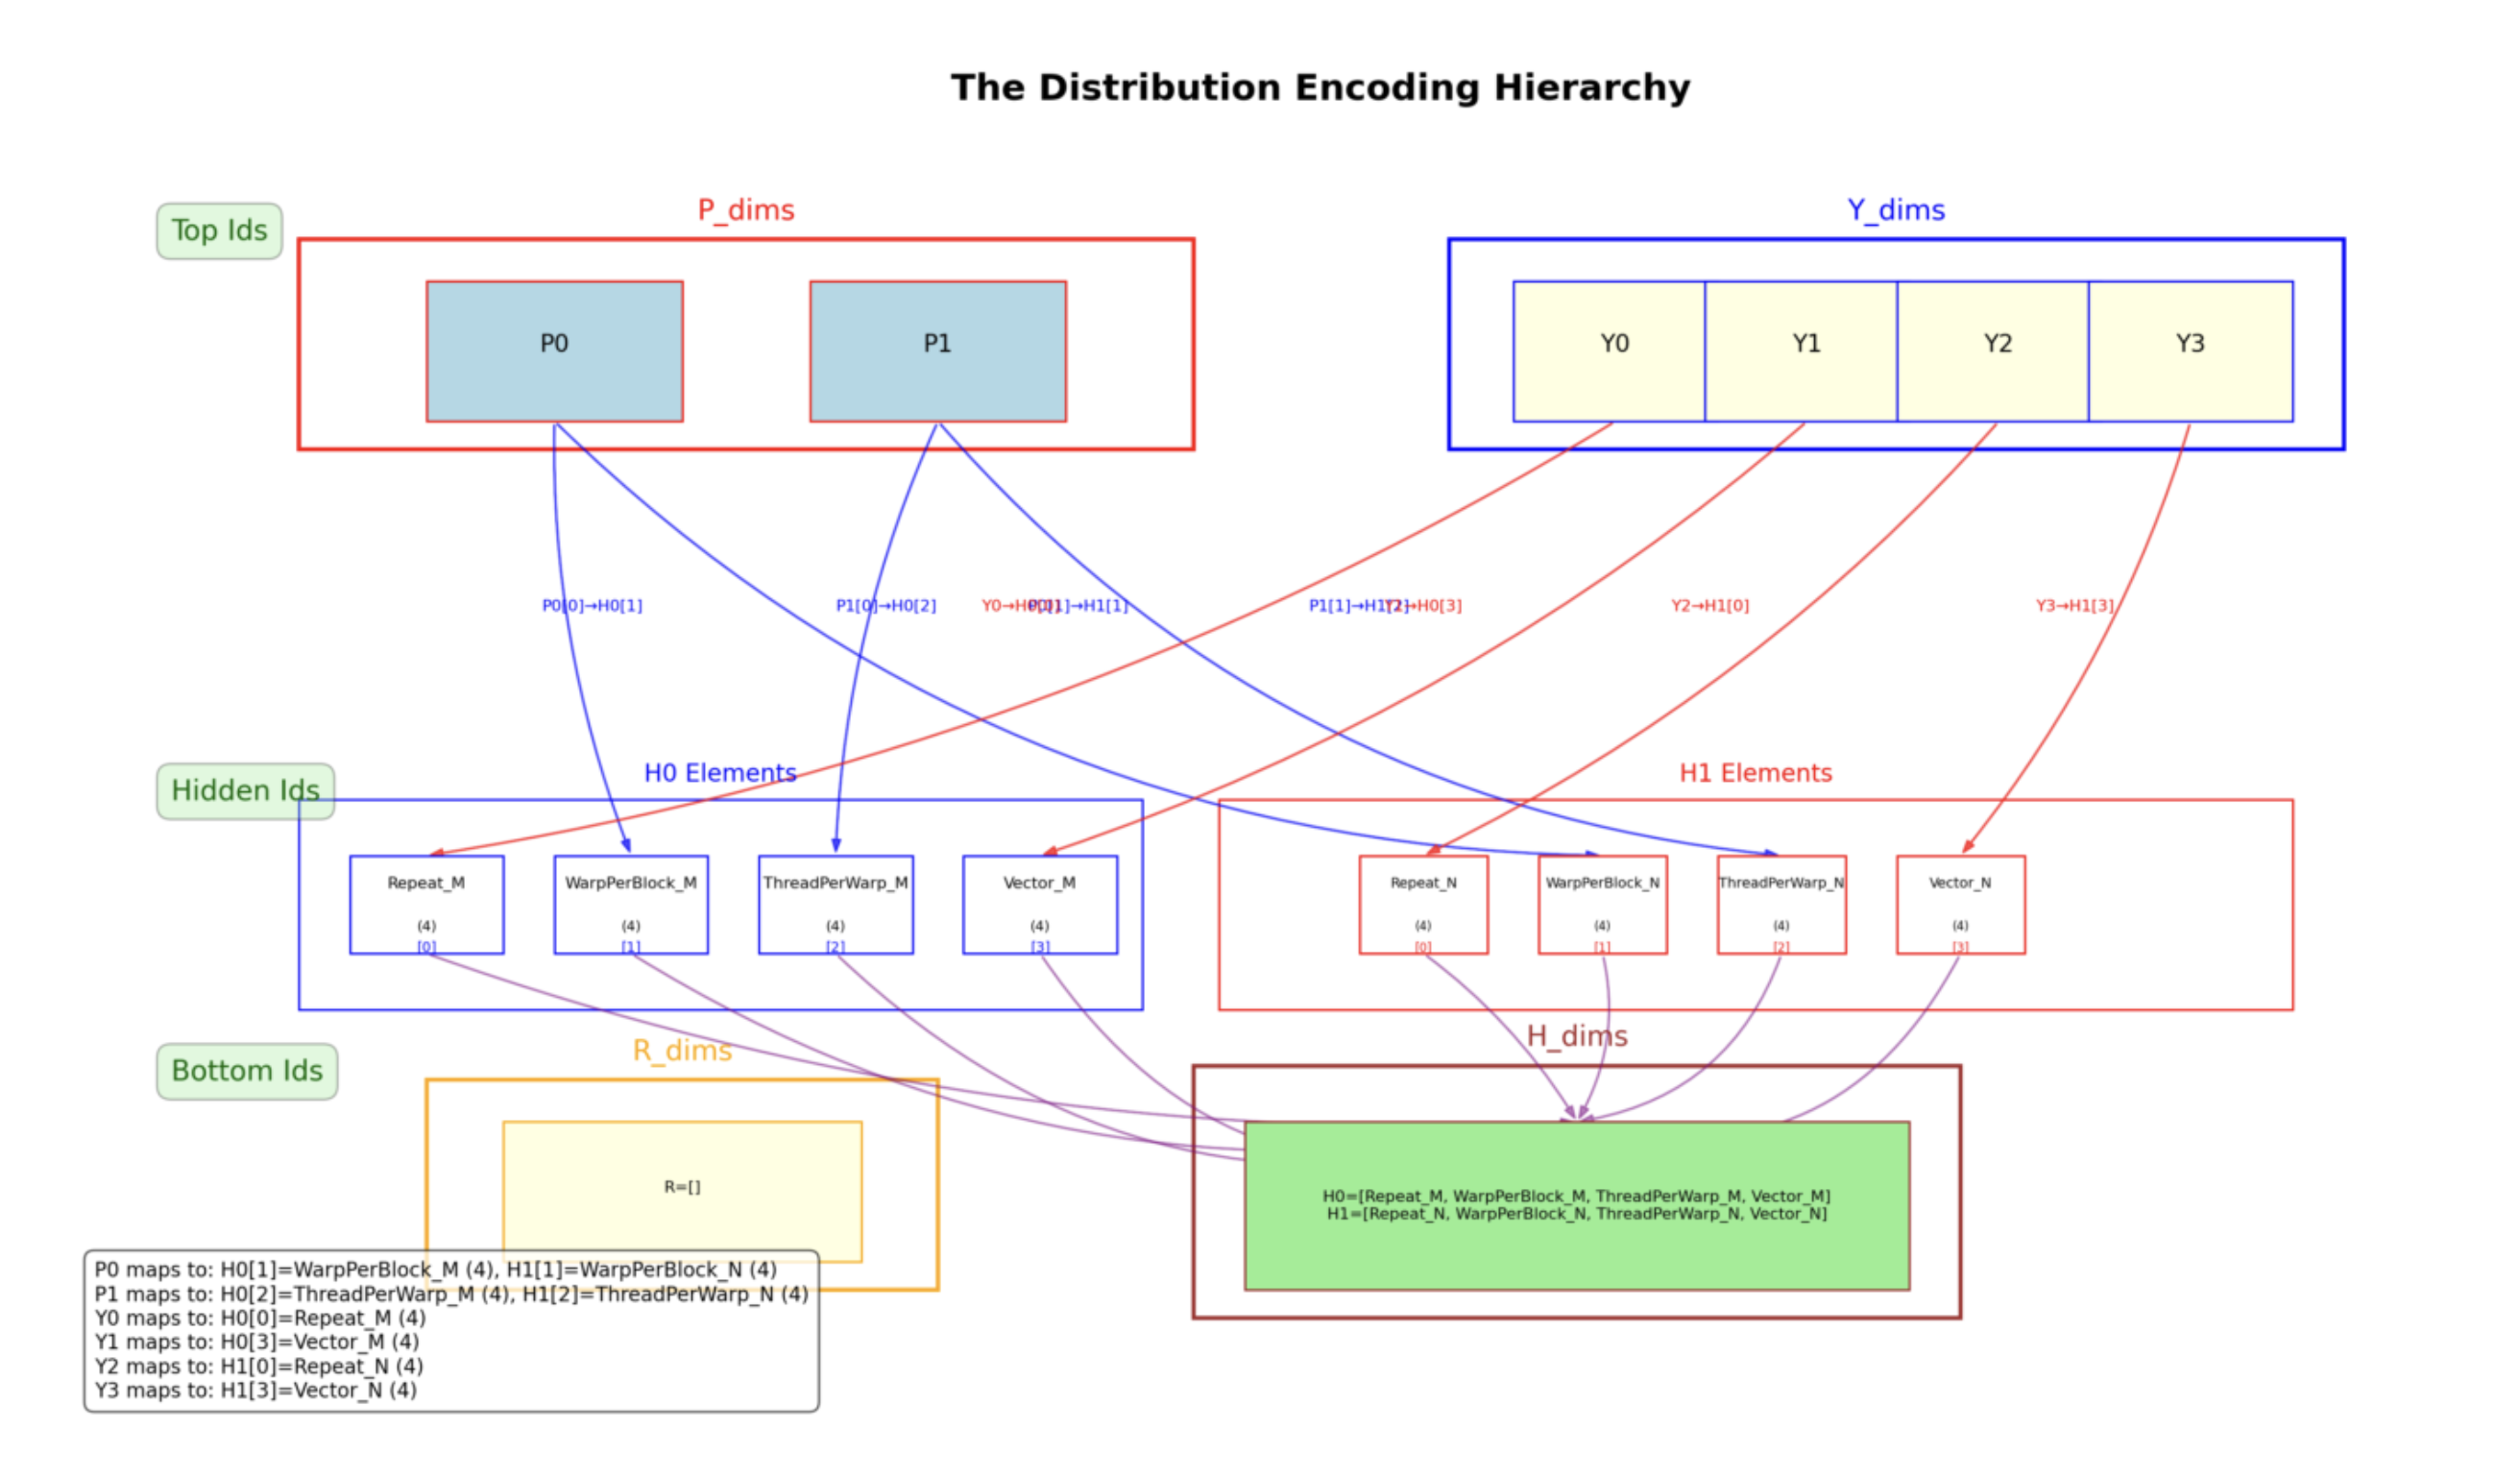 The Distribution Encoding Hierarchy
Top Ids
P_dims
Y_dims
P0
P1
Y0
Y1
Y2
Y3
P0[0]→H0[1]
P1[0]→H0[2]
Y0→H0[0]
P0[1]→H1[1]
P1[1]→H1[2]
Y1→H0[3]
Y2→H1[0]
Y3→H1[3]
Hidden Ids
H0 Elements
H1 Elements
Repeat_M
(4)
[0]
WarpPerBlock_M
(4)
[1]
ThreadPerWarp_M
(4)
[2]
Vector_M
(4)
[3]
Repeat_N
(4)
[0]
WarpPerBlock_N
(4)
[1]
ThreadPerWarp_N
(4)
[2]
Vector_N
(4)
[3]
Bottom Ids
R_dims
H_dims
R=[]
H0=[Repeat_M, WarpPerBlock_M, ThreadPerWarp_M, Vector_M]
H1=[Repeat_N, WarpPerBlock_N, ThreadPerWarp_N, Vector_N]
P0 maps to: H0[1]=WarpPerBlock_M (4), H1[1]=WarpPerBlock_N (4)
P1 maps to: H0[2]=ThreadPerWarp_M (4), H1[2]=ThreadPerWarp_N (4)
Y0 maps to: H0[0]=Repeat_M (4)
Y1 maps to: H0[3]=Vector_M (4)
Y2 maps to: H1[0]=Repeat_N (4)
Y3 maps to: H1[3]=Vector_N (4)